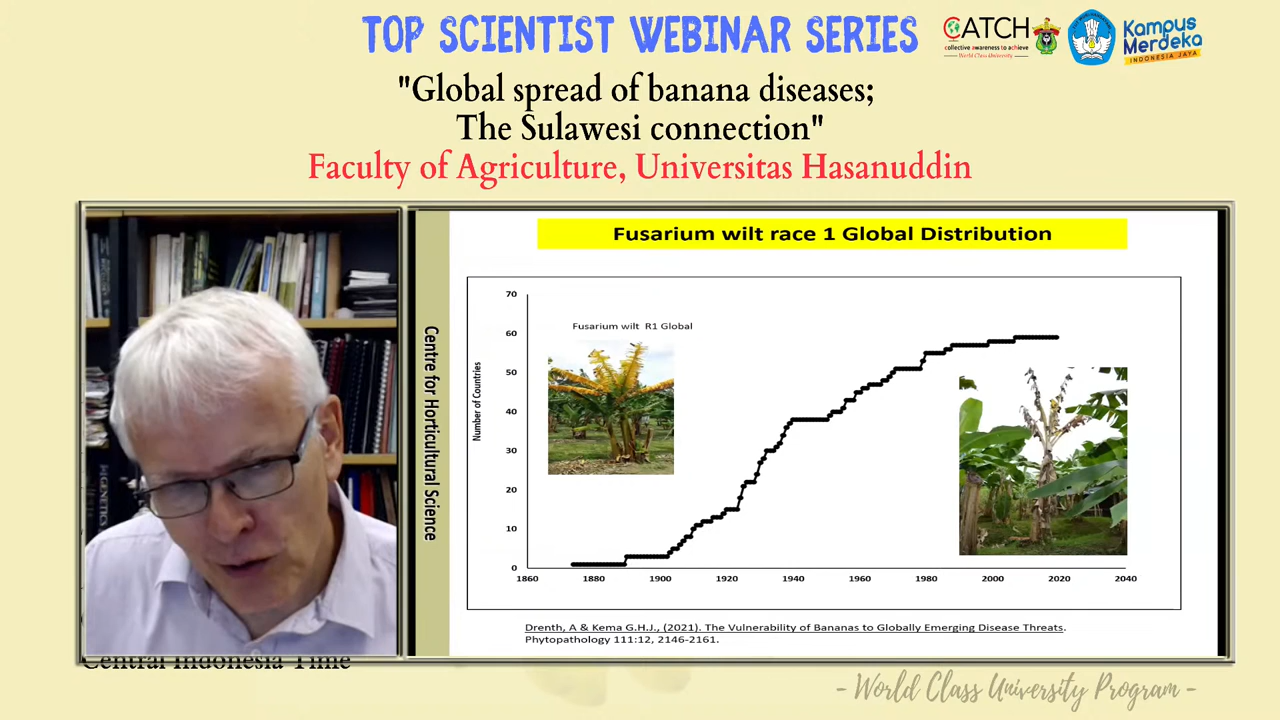 TOP SCIENTIST WEBINAR SERIES
CATCH
collective awareness to achieve
World Class University
Kampus
Merdeka
INDONESIA JAYA
"Global spread of banana diseases;
The Sulawesi connection"
Faculty of Agriculture, Universitas Hasanuddin
GENETICS
Centre for Horticultural Science
Fusarium wilt race 1 Global Distribution
Fusarium wilt R1 Global
Number of Countries
70
60
50
40
30
20
10
0
1860 1880 1900 1920 1940 1960 1980 2000 2020 2040
Drenth, A & Kema G.H.J., (2021). The Vulnerability of Bananas to Globally Emerging Disease Threats.
Phytopathology 111:12, 2146-2161.
Central Indonesia Time
- World Class University Program -